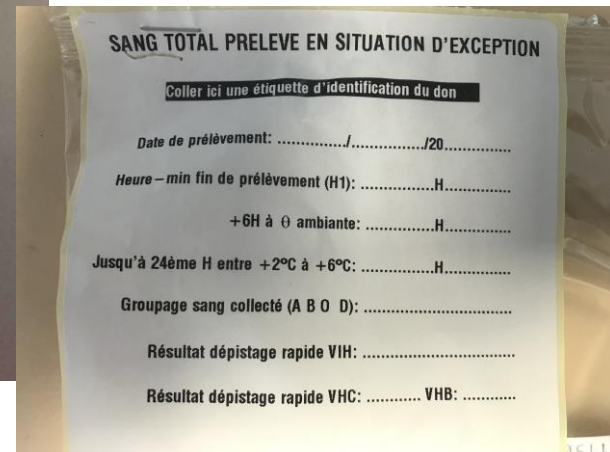 SANG TOTAL PRELEVE EN SITUATION D'EXCEPTION
Coller ici une étiquette d'identification du don
Date de prélèvement: ............../.............../20..............
Heure – min fin de prélèvement (H1): ..............H..............
+6H à θ ambiante: ..............H..............
Jusqu'à 24ème H entre +2°C à +6°C: ..............H..............
Groupage sang collecté (A B O D): ..............................
Résultat dépistage rapide VIH: ...............................
Résultat dépistage rapide VHC: ........... VHB: ...........